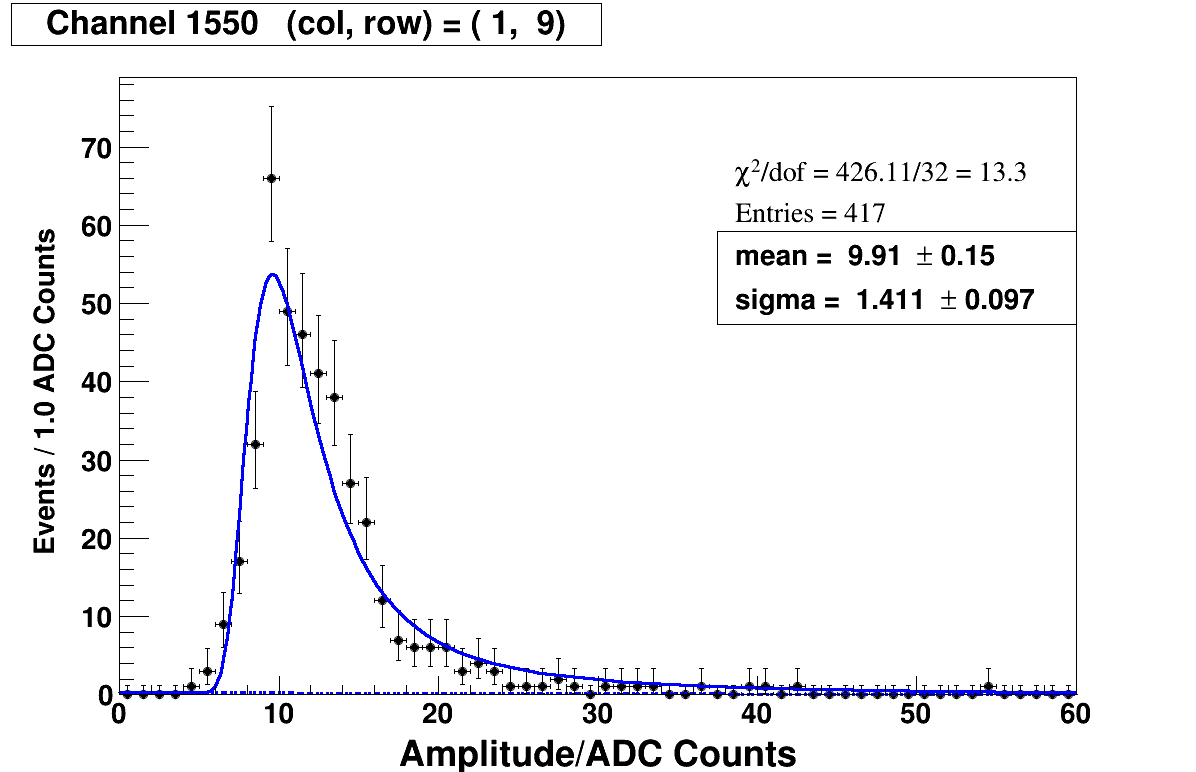 Channel 1550 (col, row) = ( 1, 9)
χ²/dof = 426.11/32 = 13.3
Entries = 417
mean = 9.91 ± 0.15
sigma = 1.411 ± 0.097
Events / 1.0 ADC Counts
70
60
50
40
30
20
10
0
0 10 20 30 40 50 60
Amplitude/ADC Counts